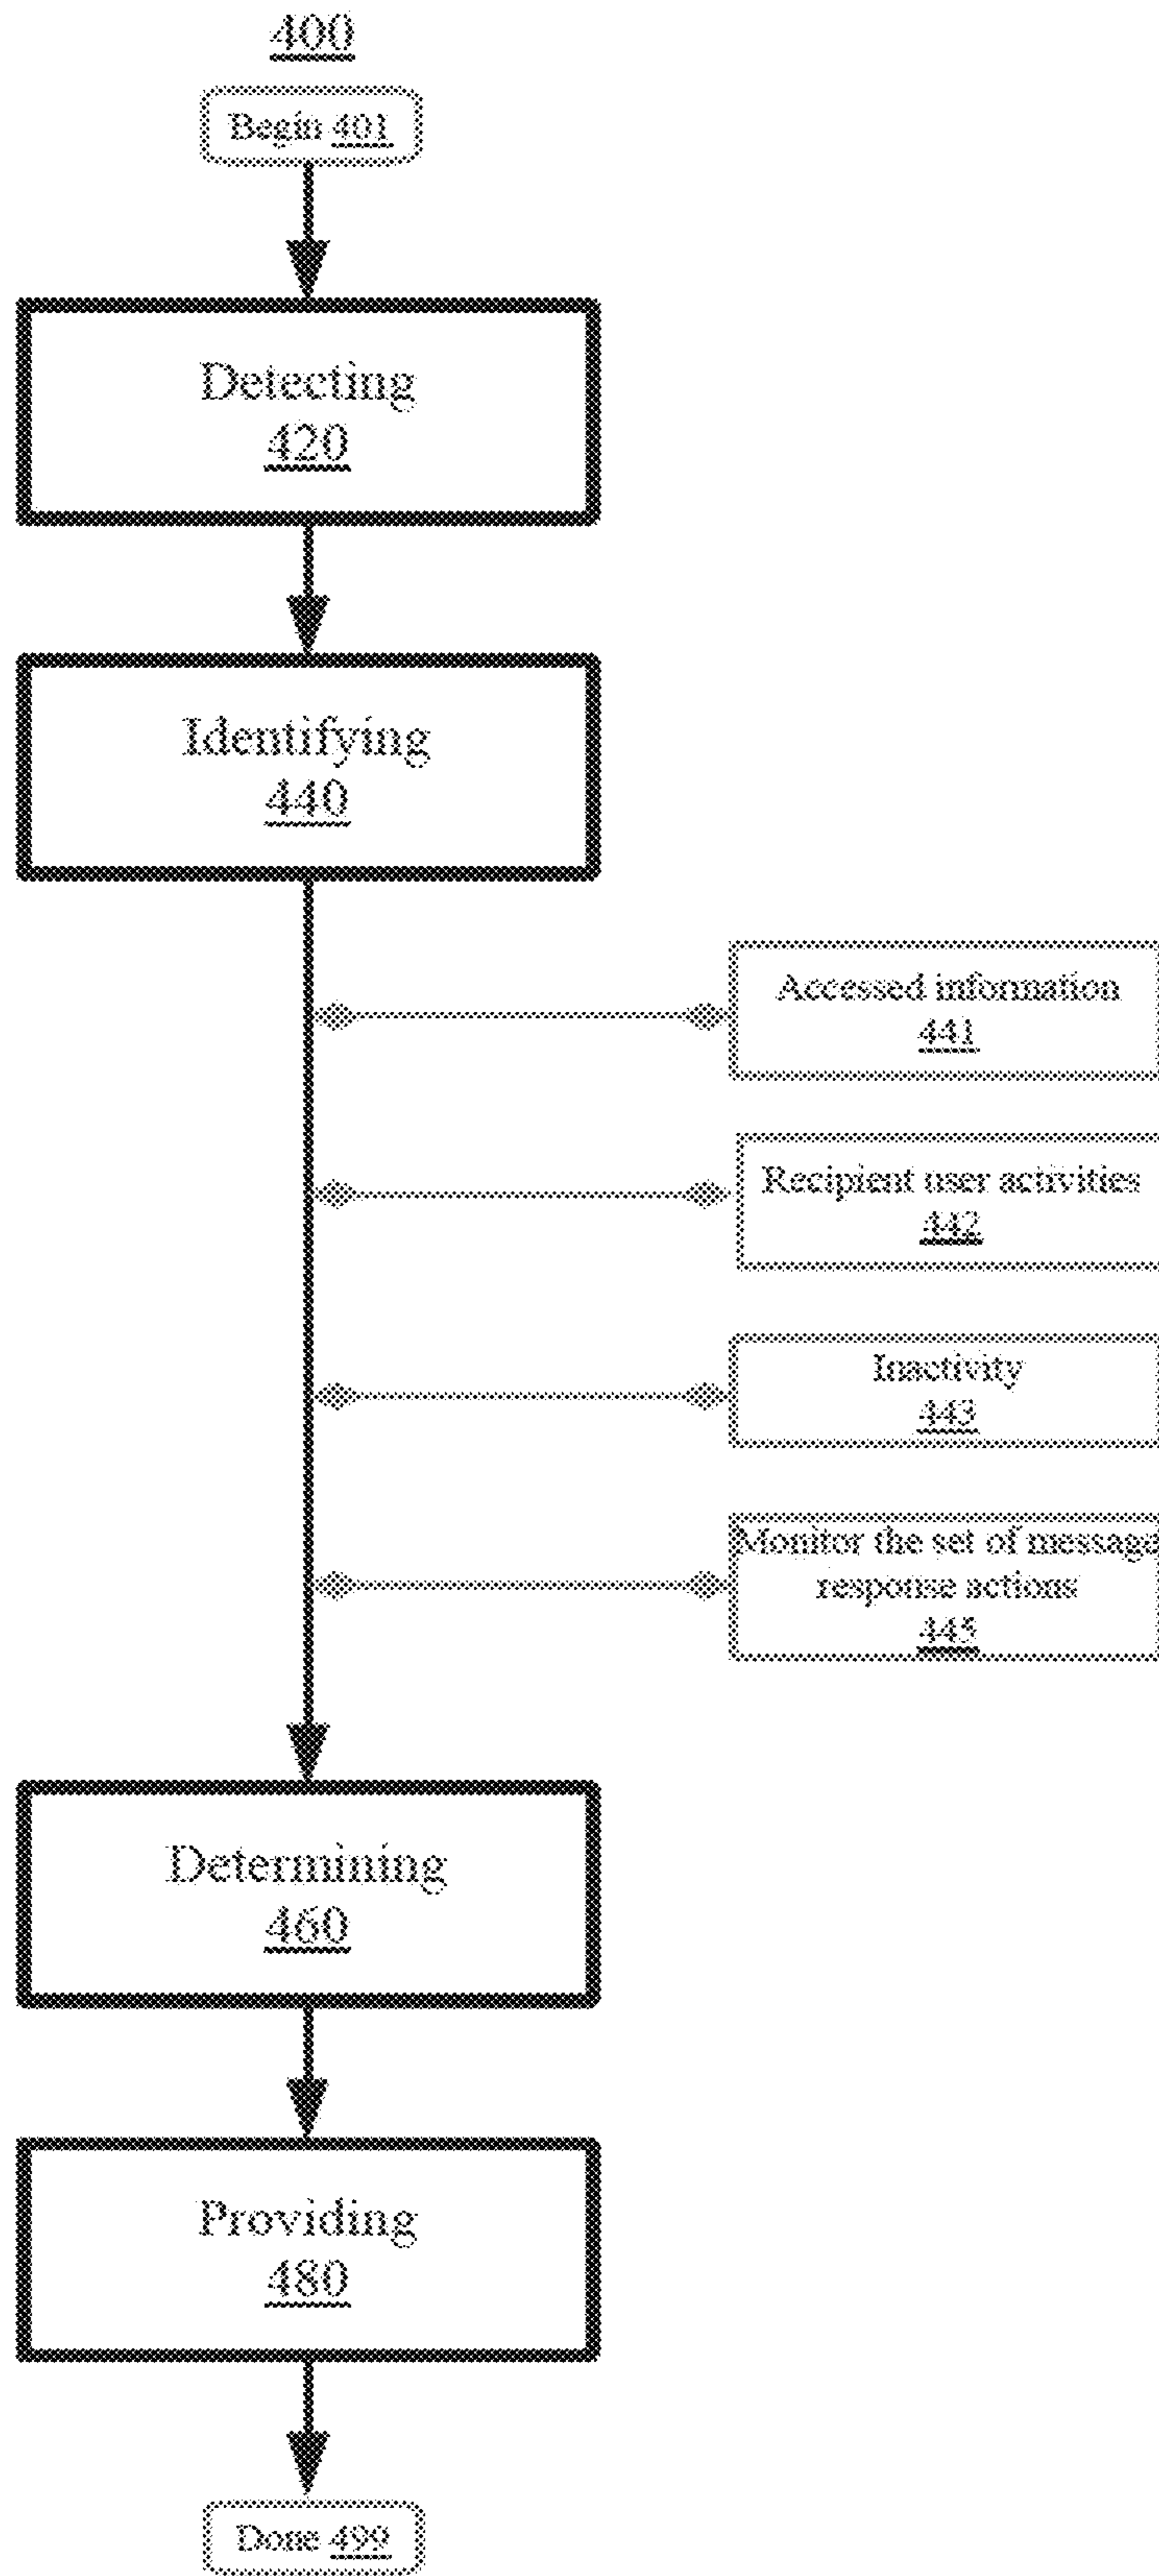 400
Begin 401
Detecting
420
Identifying
440
Accessed information
441
Recipient user activities
442
Inactivity
443
Monitor the set of message
response actions
445
Determining
460
Providing
480
Done 499